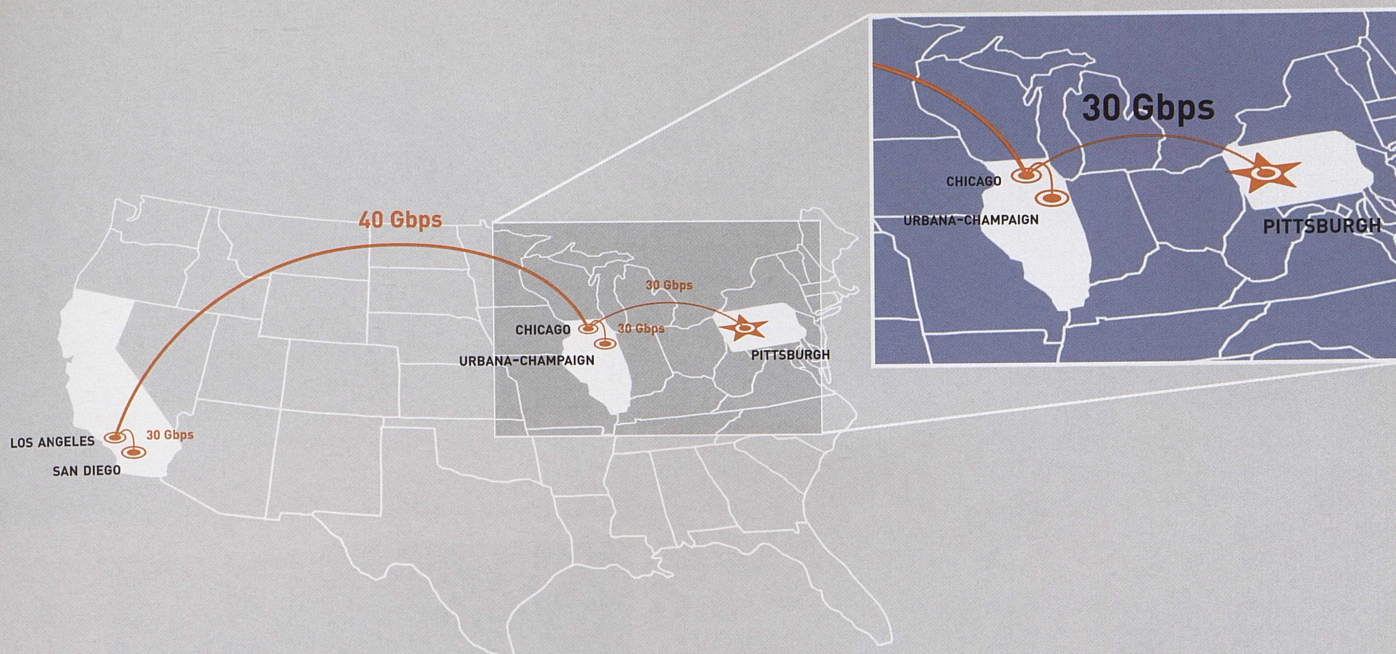 40 Gbps
30 Gbps
CHICAGO
30 Gbps
URBANA-CHAMPAIGN
PITTSBURGH
LOS ANGELES
30 Gbps
SAN DIEGO
30 Gbps
CHICAGO
URBANA-CHAMPAIGN
PITTSBURGH